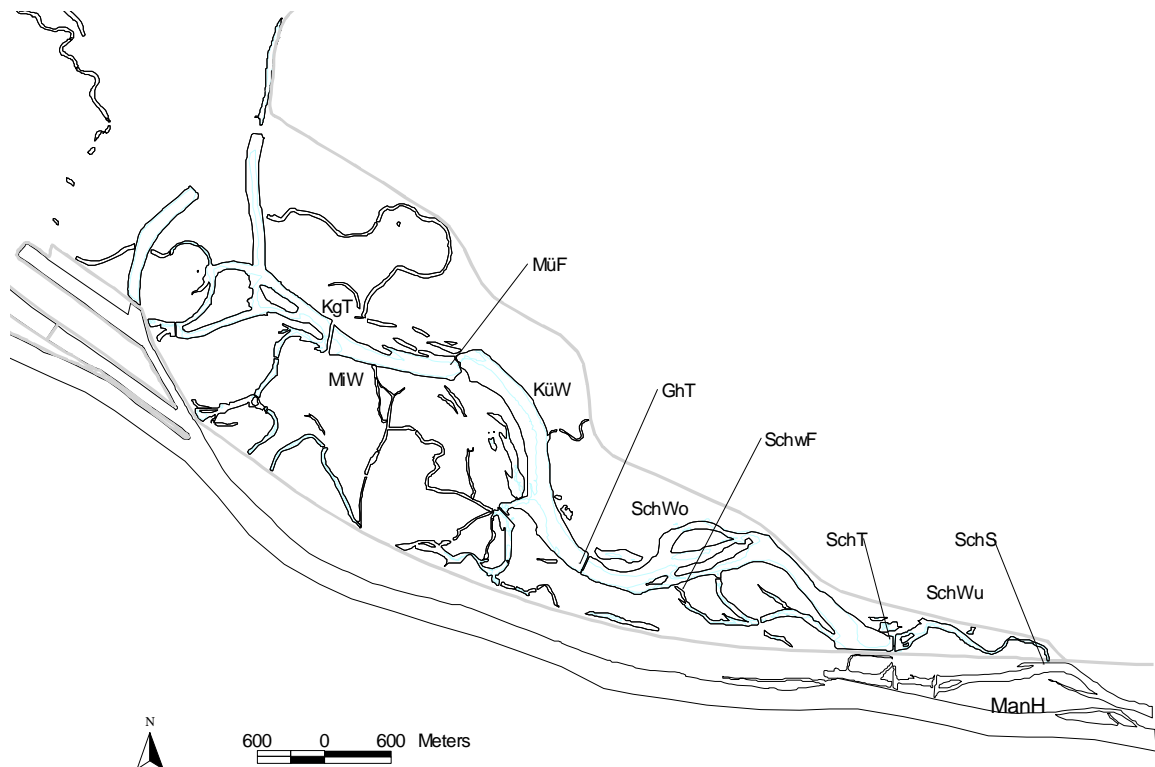 MüF
KgT
MiW
KüW
GhT
SchwF
SchWo
SchT
SchS
SchWu
ManH
N
600 0 600 Meters